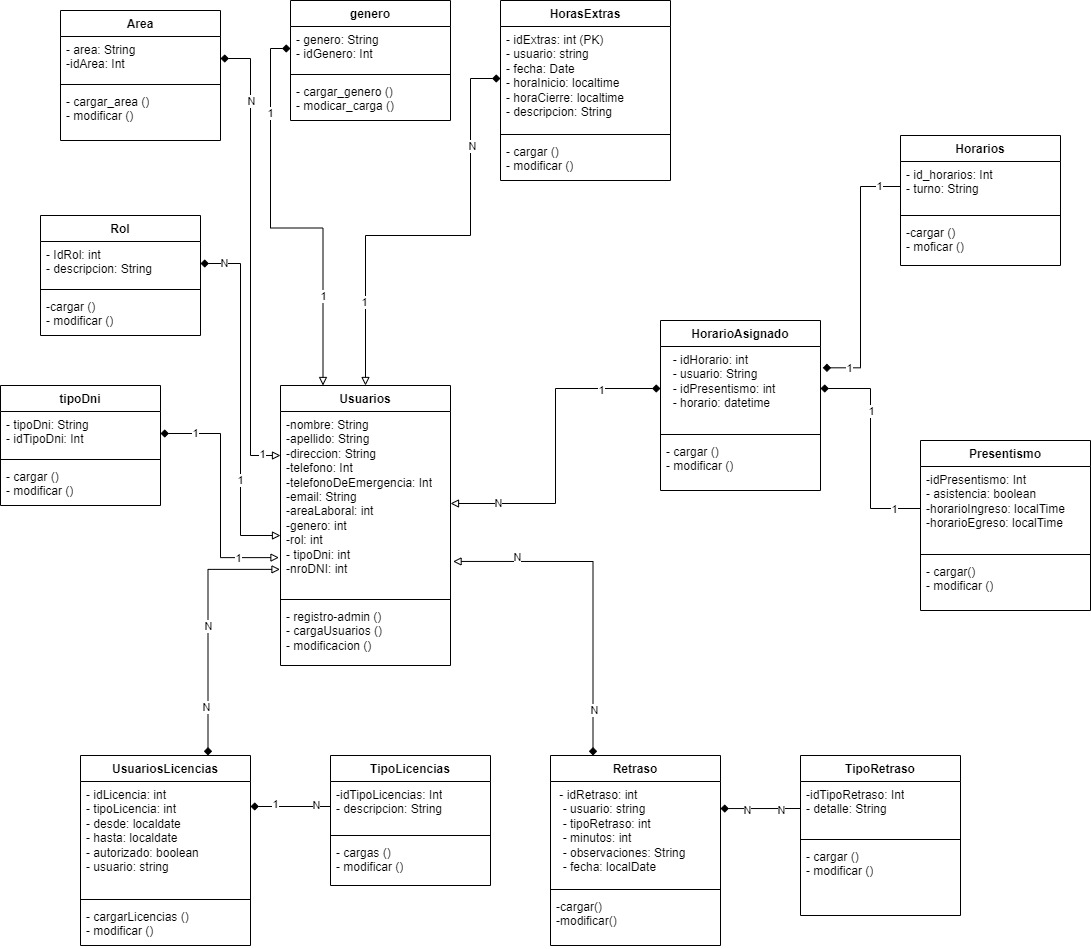 Area
- area: String
-idArea: Int
- cargar_area ()
- modificar ()
genero
- genero: String
- idGenero: Int
- cargar_genero ()
- modicar_carga ()
HorasExtras
- idExtras: int (PK)
- usuario: string
- fecha: Date
- horaInicio: localtime
- horaCierre: localtime
- descripcion: String
- cargar ()
- modificar ()
Horarios
- id_horarios: Int
- turno: String
-cargar ()
- moficar ()
N
1
N
1
Rol
- IdRol: int
- descripcion: String
-cargar ()
- modificar ()
N
1
1
HorarioAsignado
- idHorario: int
- usuario: String
- idPresentismo: int
- horario: datetime
- cargar ()
- modificar ()
1
1
tipoDni
- tipoDni: String
- idTipoDni: Int
- cargar ()
- modificar ()
1
1
1
1
Usuarios
-nombre: String
-apellido: String
-direccion: String
-telefono: Int
-telefonoDeEmergencia: Int
-email: String
-areaLaboral: int
-genero: int
-rol: int
- tipoDni: int
-nroDNI: int
- registro-admin ()
- cargaUsuarios ()
- modificacion ()
1
N
1
Presentismo
-idPresentismo: Int
- asistencia: boolean
-horarioIngreso: localTime
-horarioEgreso: localTime
- cargar()
- modificar ()
N
N
N
N
UsuariosLicencias
- idLicencia: int
- tipoLicencia: int
- desde: localdate
- hasta: localdate
- autorizado: boolean
- usuario: string
- cargarLicencias ()
- modificar ()
1
N
TipoLicencias
-idTipoLicencias: Int
- descripcion: String
- cargas ()
- modificar ()
Retraso
- idRetraso: int
- usuario: string
- tipoRetraso: int
- minutos: int
- observaciones: String
- fecha: localDate
-cargar()
-modificar()
N
N
TipoRetraso
-idTipoRetraso: Int
- detalle: String
- cargar ()
- modificar ()